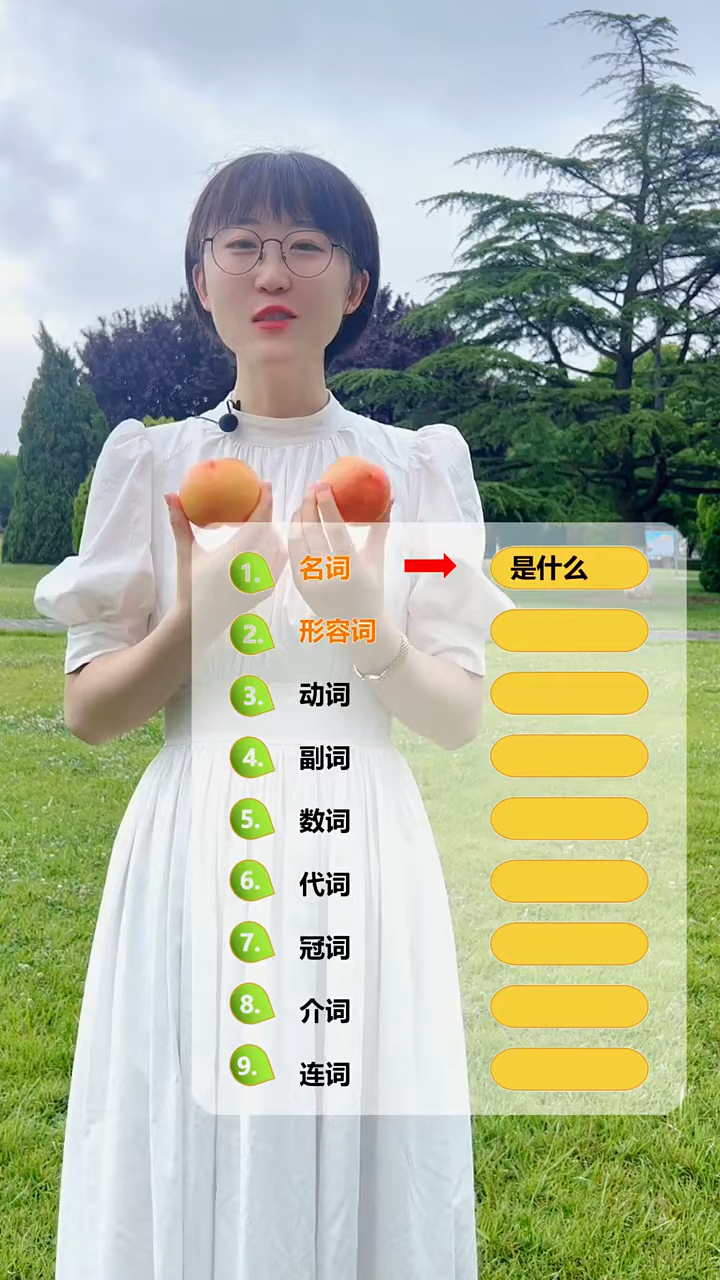 1. 名词 是什么
2. 形容词
3. 动词
4. 副词
5. 数词
6. 代词
7. 冠词
8. 介词
9. 连词